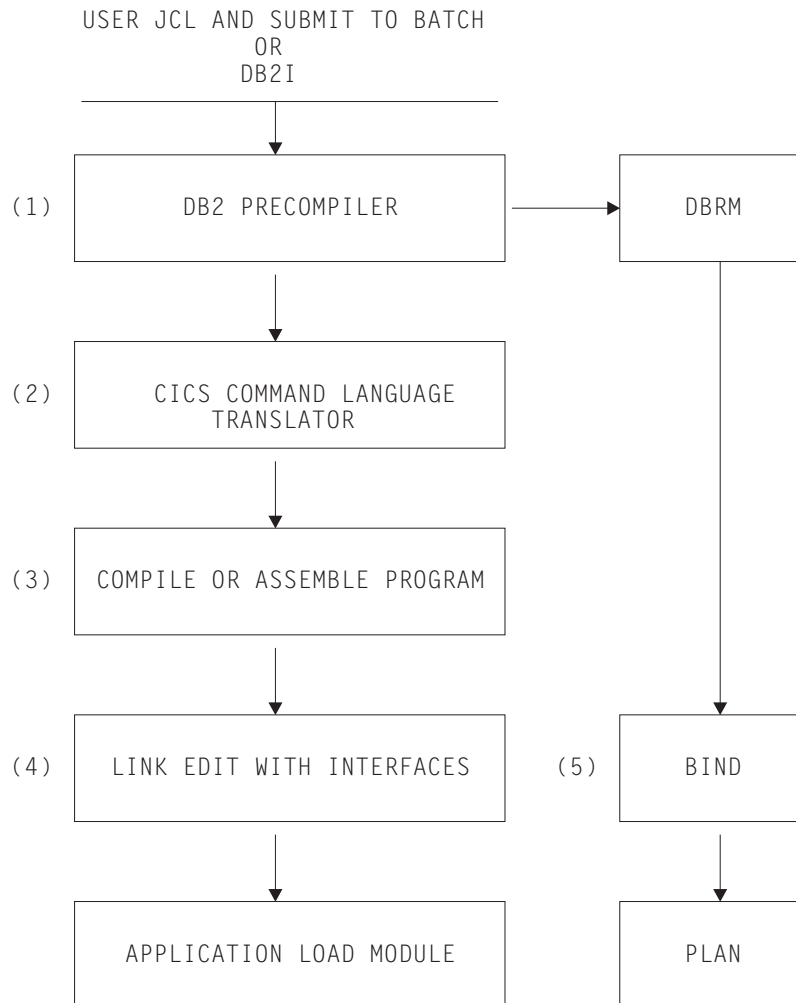 USER JCL AND SUBMIT TO BATCH
OR
DB2I
(1) DB2 PRECOMPILER DBRM
(2) CICS COMMAND LANGUAGE
TRANSLATOR
(3) COMPILE OR ASSEMBLE PROGRAM
(4) LINK EDIT WITH INTERFACES (5) BIND
APPLICATION LOAD MODULE PLAN